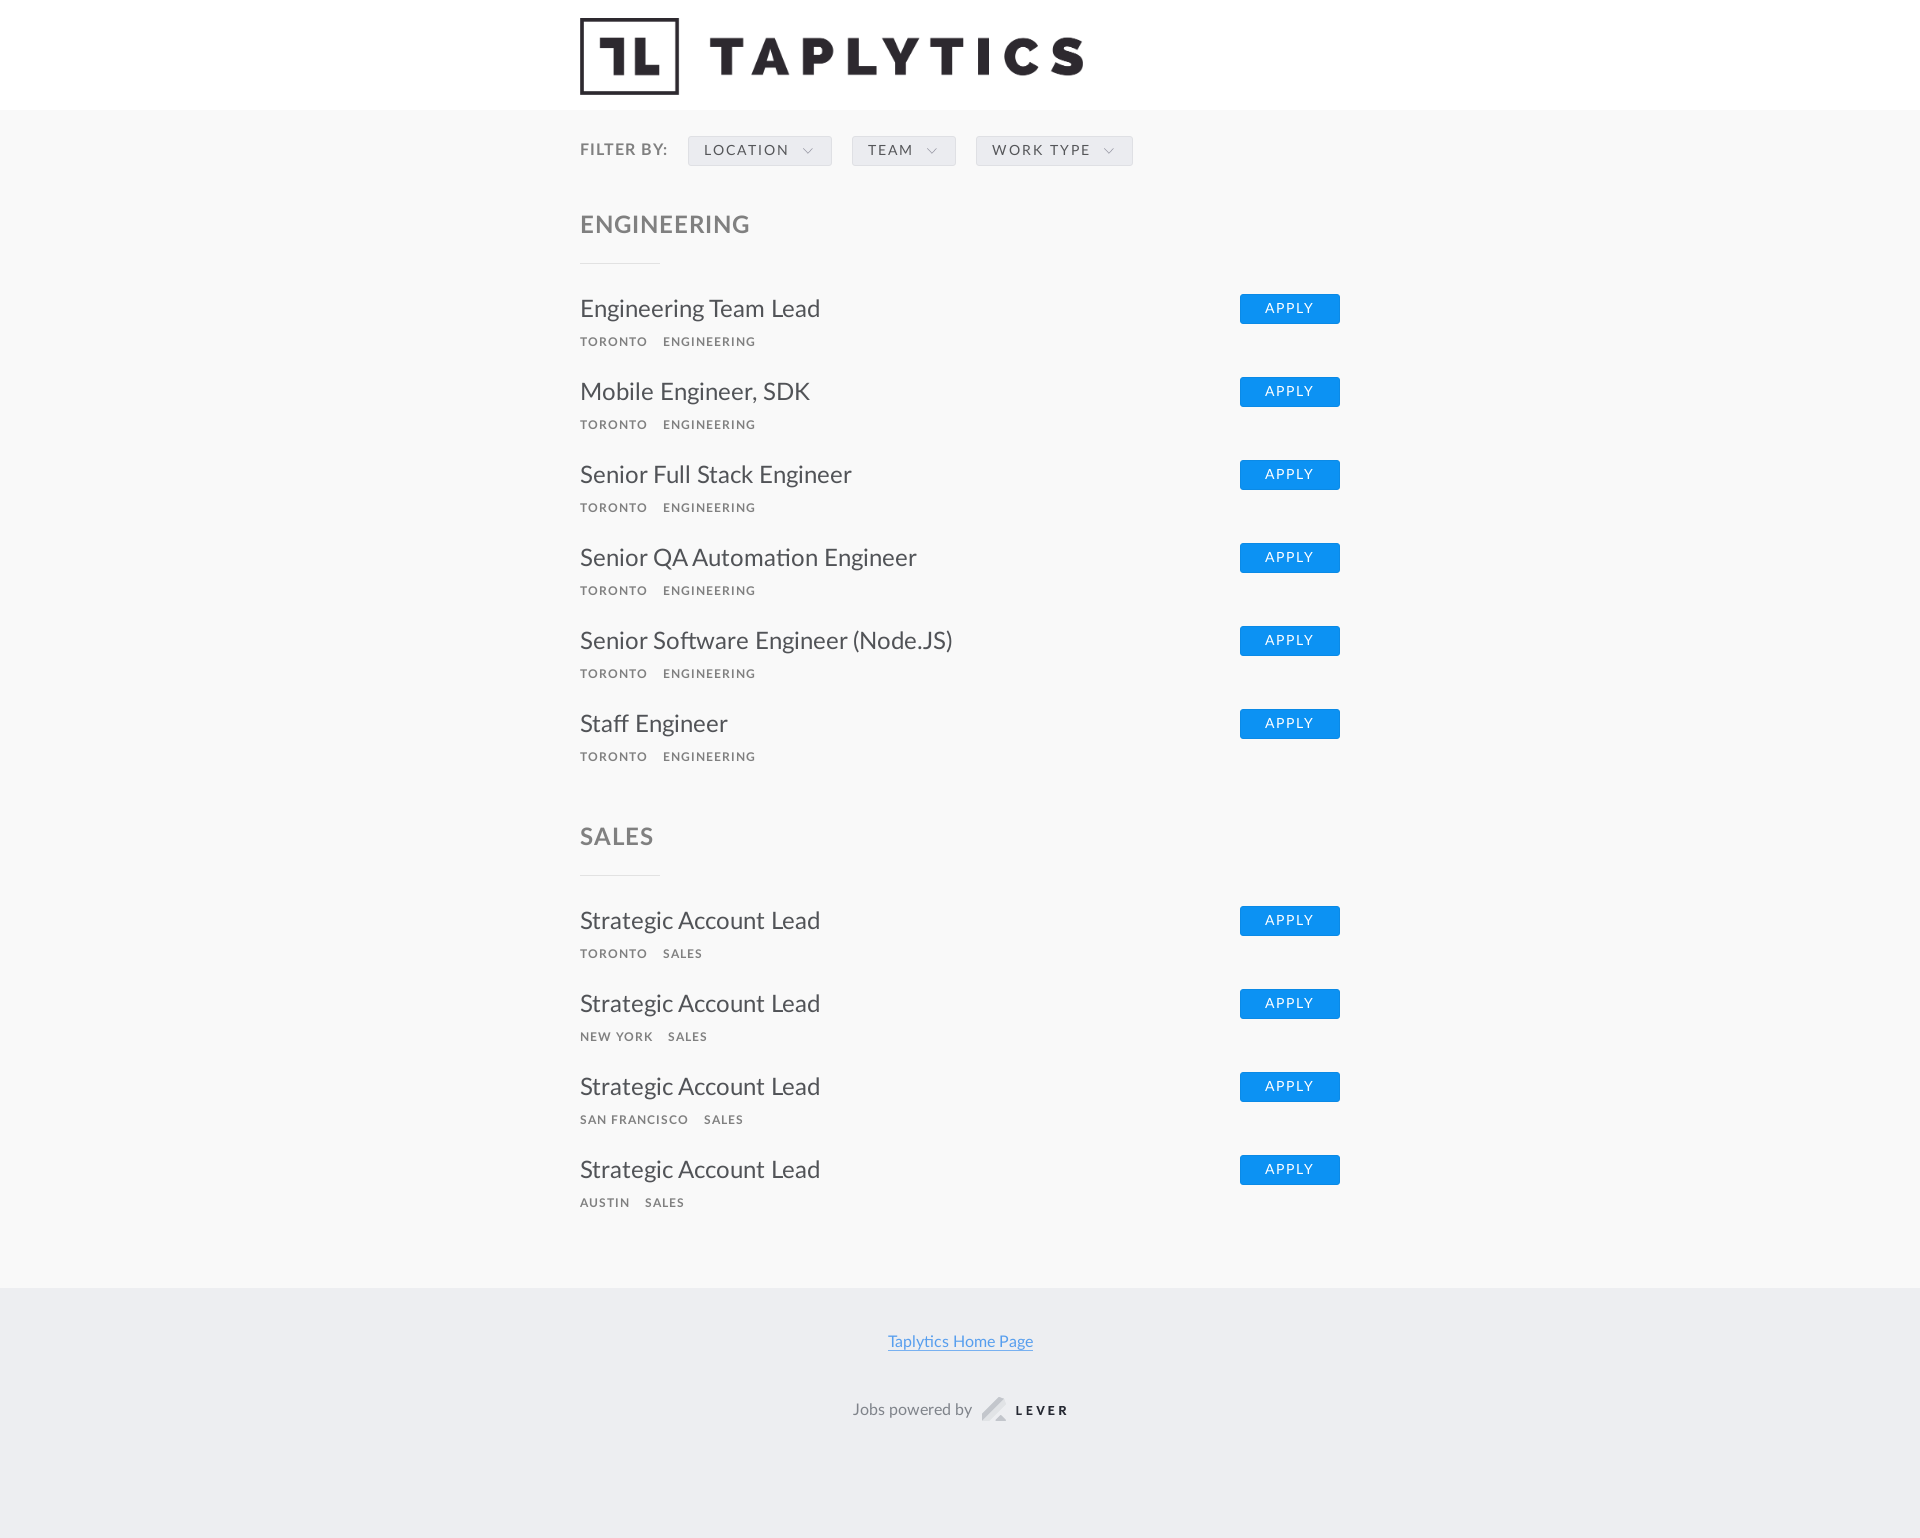 TL TAPLYTICS
FILTER BY: LOCATION TEAM WORK TYPE
ENGINEERING
Engineering Team Lead APPLY
TORONTO ENGINEERING
Mobile Engineer, SDK APPLY
TORONTO ENGINEERING
Senior Full Stack Engineer APPLY
TORONTO ENGINEERING
Senior QA Automation Engineer APPLY
TORONTO ENGINEERING
Senior Software Engineer (Node.JS) APPLY
TORONTO ENGINEERING
Staff Engineer APPLY
TORONTO ENGINEERING
SALES
Strategic Account Lead APPLY
TORONTO SALES
Strategic Account Lead APPLY
NEW YORK SALES
Strategic Account Lead APPLY
SAN FRANCISCO SALES
Strategic Account Lead APPLY
AUSTIN SALES
Taplytics Home Page
Jobs powered by LEVER